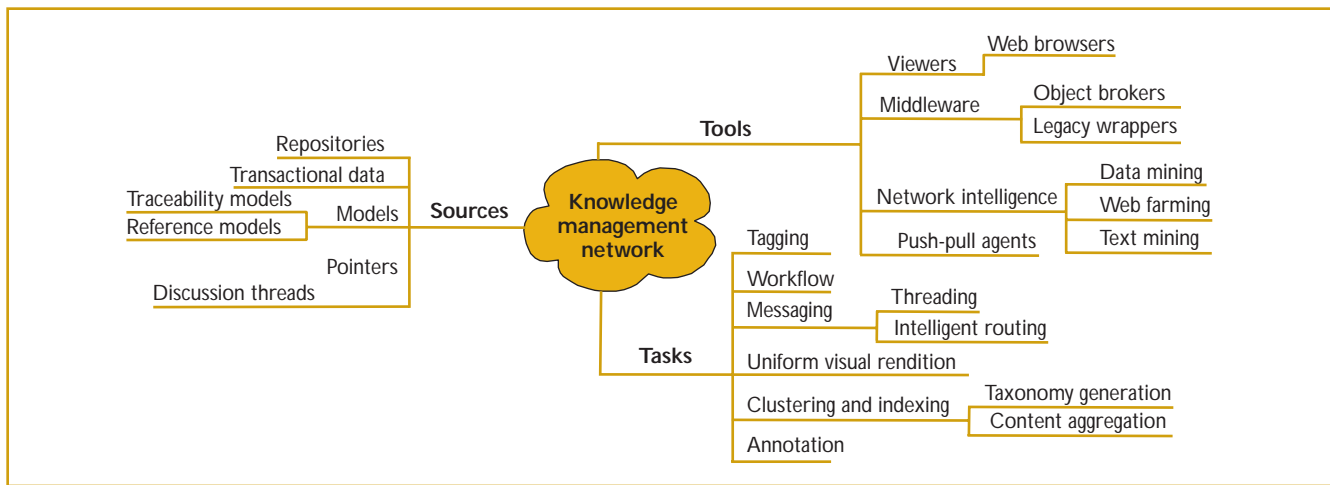 Knowledge
management
network
Sources
Repositories
Transactional data
Models
Traceability models
Reference models
Pointers
Discussion threads
Tools
Viewers
Web browsers
Middleware
Object brokers
Legacy wrappers
Network intelligence
Data mining
Web farming
Text mining
Push-pull agents
Tasks
Tagging
Workflow
Messaging
Threading
Intelligent routing
Uniform visual rendition
Clustering and indexing
Taxonomy generation
Content aggregation
Annotation